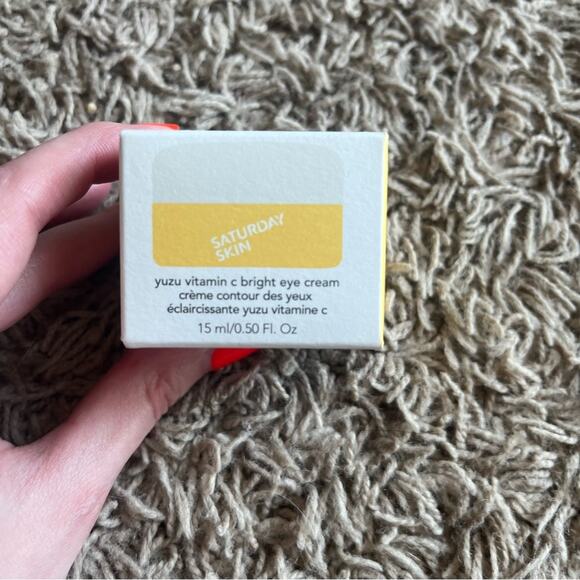 SATURDAY
SKIN
yuzu vitamin c bright eye cream
crème contour des yeux
éclaircissante yuzu vitamine c
15 ml/0.50 Fl. Oz